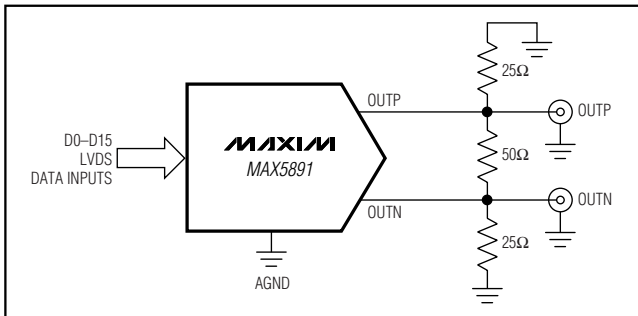 25Ω
OUTP
OUTP
D0–D15
LVDS
DATA INPUTS
MAXIM
MAX5891
50Ω
OUTN
OUTN
25Ω
AGND